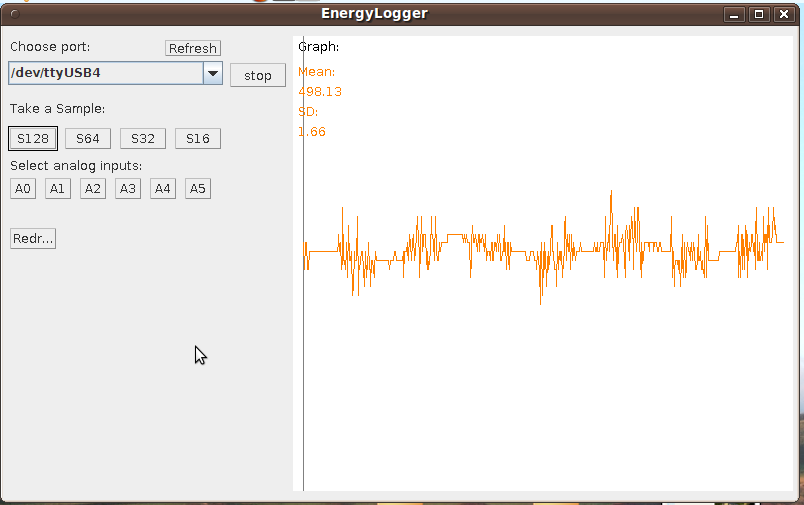 EnergyLogger
Choose port:
Refresh
/dev/ttyUSB4
stop
Take a Sample:
S128 S64 S32 S16
Select analog inputs:
A0 A1 A2 A3 A4 A5
Redr...
Graph:
Mean:
498.13
SD:
1.66